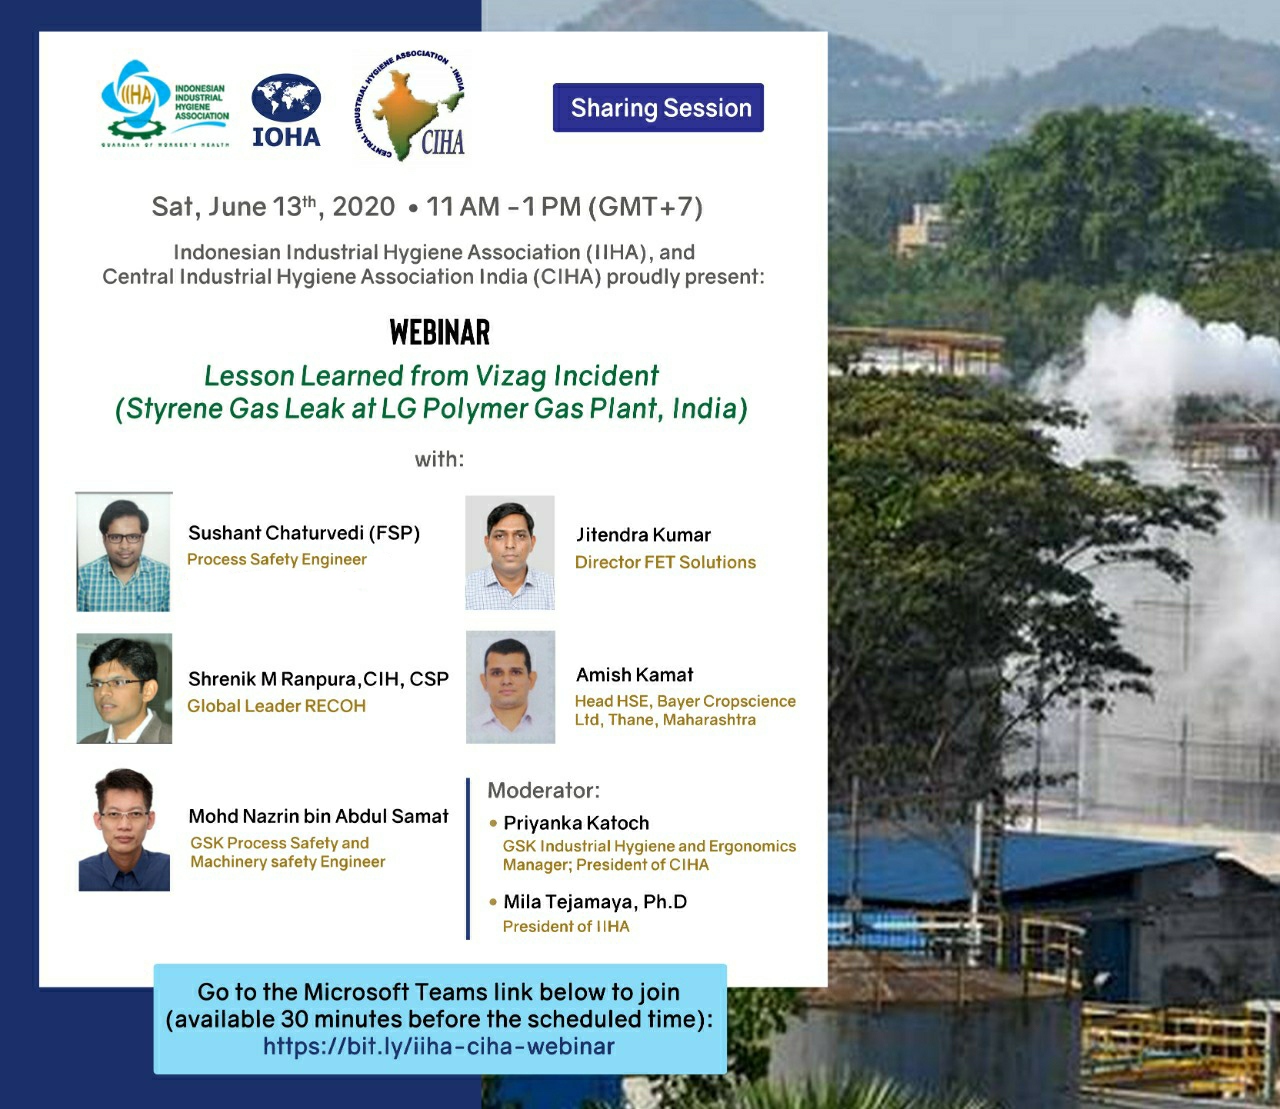 IIHA
INDONESIAN
INDUSTRIAL
HYGIENE
ASSOCIATION
GUARDIAN OF WORKER'S HEALTH
IOHA
CENTRAL INDUSTRIAL HYGIENE ASSOCIATION - INDIA
CIHA
Sharing Session
Sat, June 13th, 2020 • 11 AM - 1 PM (GMT+7)
Indonesian Industrial Hygiene Association (IIHA), and
Central Industrial Hygiene Association India (CIHA) proudly present:
WEBINAR
Lesson Learned from Vizag Incident
(Styrene Gas Leak at LG Polymer Gas Plant, India)
with:
Sushant Chaturvedi (FSP)
Process Safety Engineer
Jitendra Kumar
Director FET Solutions
Shrenik M Ranpura,CIH, CSP
Global Leader RECOH
Amish Kamat
Head HSE, Bayer Cropscience
Ltd, Thane, Maharashtra
Mohd Nazrin bin Abdul Samat
GSK Process Safety and
Machinery safety Engineer
Moderator:
• Priyanka Katoch
GSK Industrial Hygiene and Ergonomics
Manager; President of CIHA
• Mila Tejamaya, Ph.D
President of IIHA
Go to the Microsoft Teams link below to join
(available 30 minutes before the scheduled time):
https://bit.ly/iiha-ciha-webinar